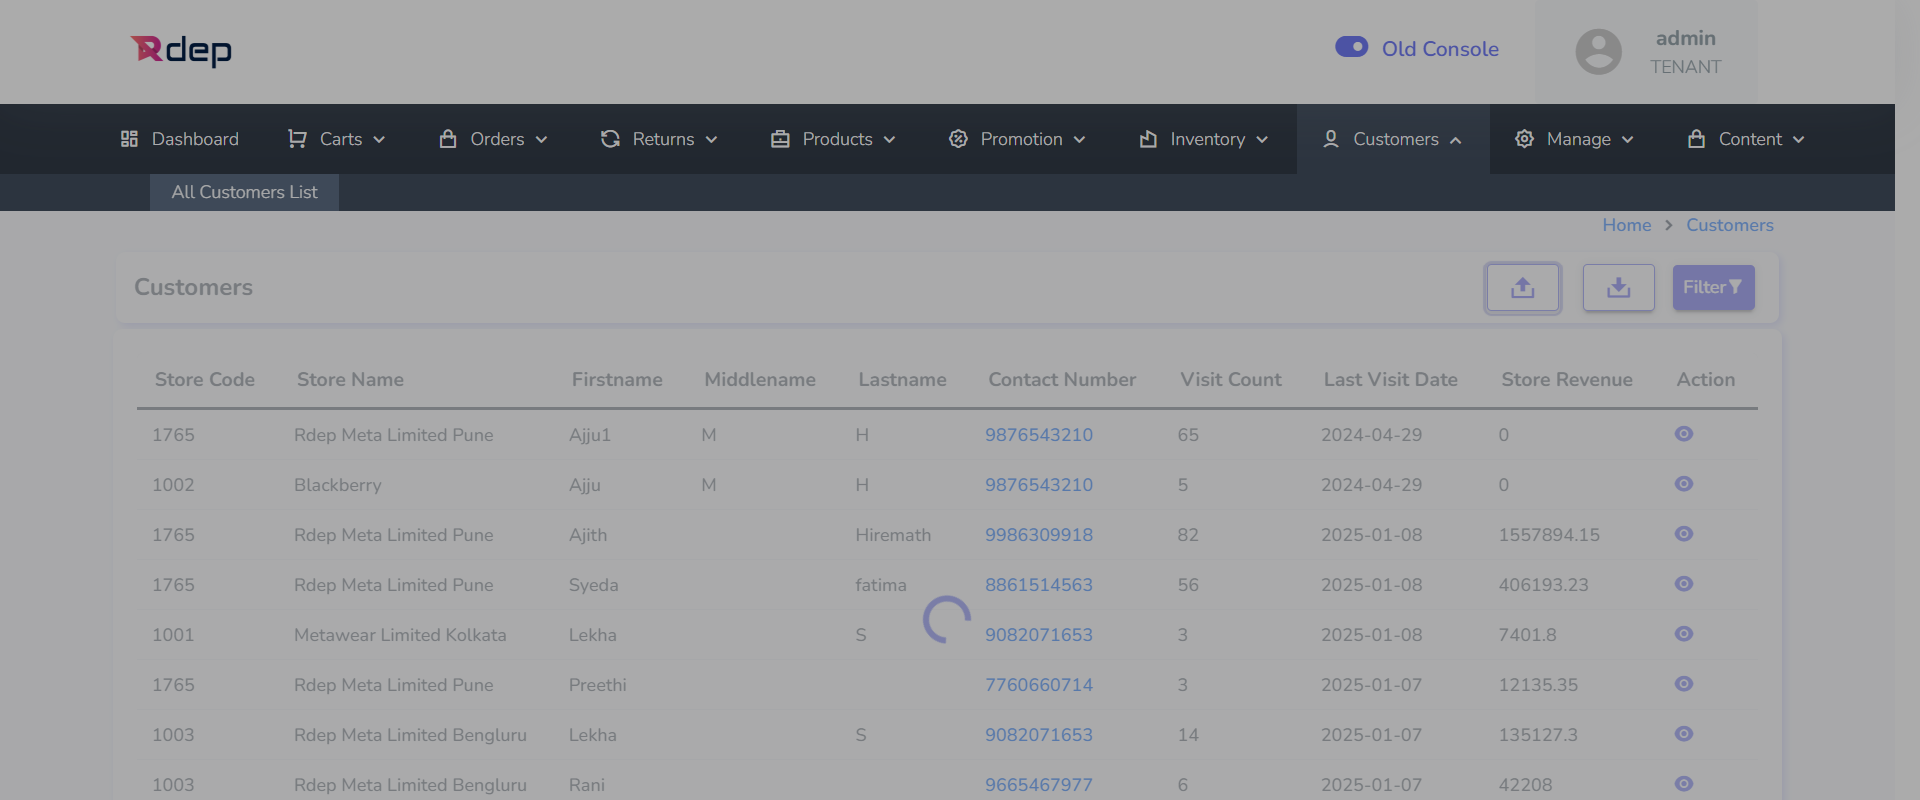 Rdep
Old Console
admin
TENANT
Dashboard Carts Orders Returns Products Promotion Inventory Customers Manage Content
All Customers List
Home > Customers
Customers
Filter
Store Code Store Name Firstname Middlename Lastname Contact Number Visit Count Last Visit Date Store Revenue Action
1765 Rdep Meta Limited Pune Ajju1 M H 9876543210 65 2024-04-29 0
1002 Blackberry Ajju M H 9876543210 5 2024-04-29 0
1765 Rdep Meta Limited Pune Ajith Hiremath 9986309918 82 2025-01-08 1557894.15
1765 Rdep Meta Limited Pune Syeda fatima 8861514563 56 2025-01-08 406193.23
1001 Metawear Limited Kolkata Lekha S 9082071653 3 2025-01-08 7401.8
1765 Rdep Meta Limited Pune Preethi 7760660714 3 2025-01-07 12135.35
1003 Rdep Meta Limited Bengluru Lekha S 9082071653 14 2025-01-07 135127.3
1003 Rdep Meta Limited Bengluru Rani 9665467977 6 2025-01-07 42208